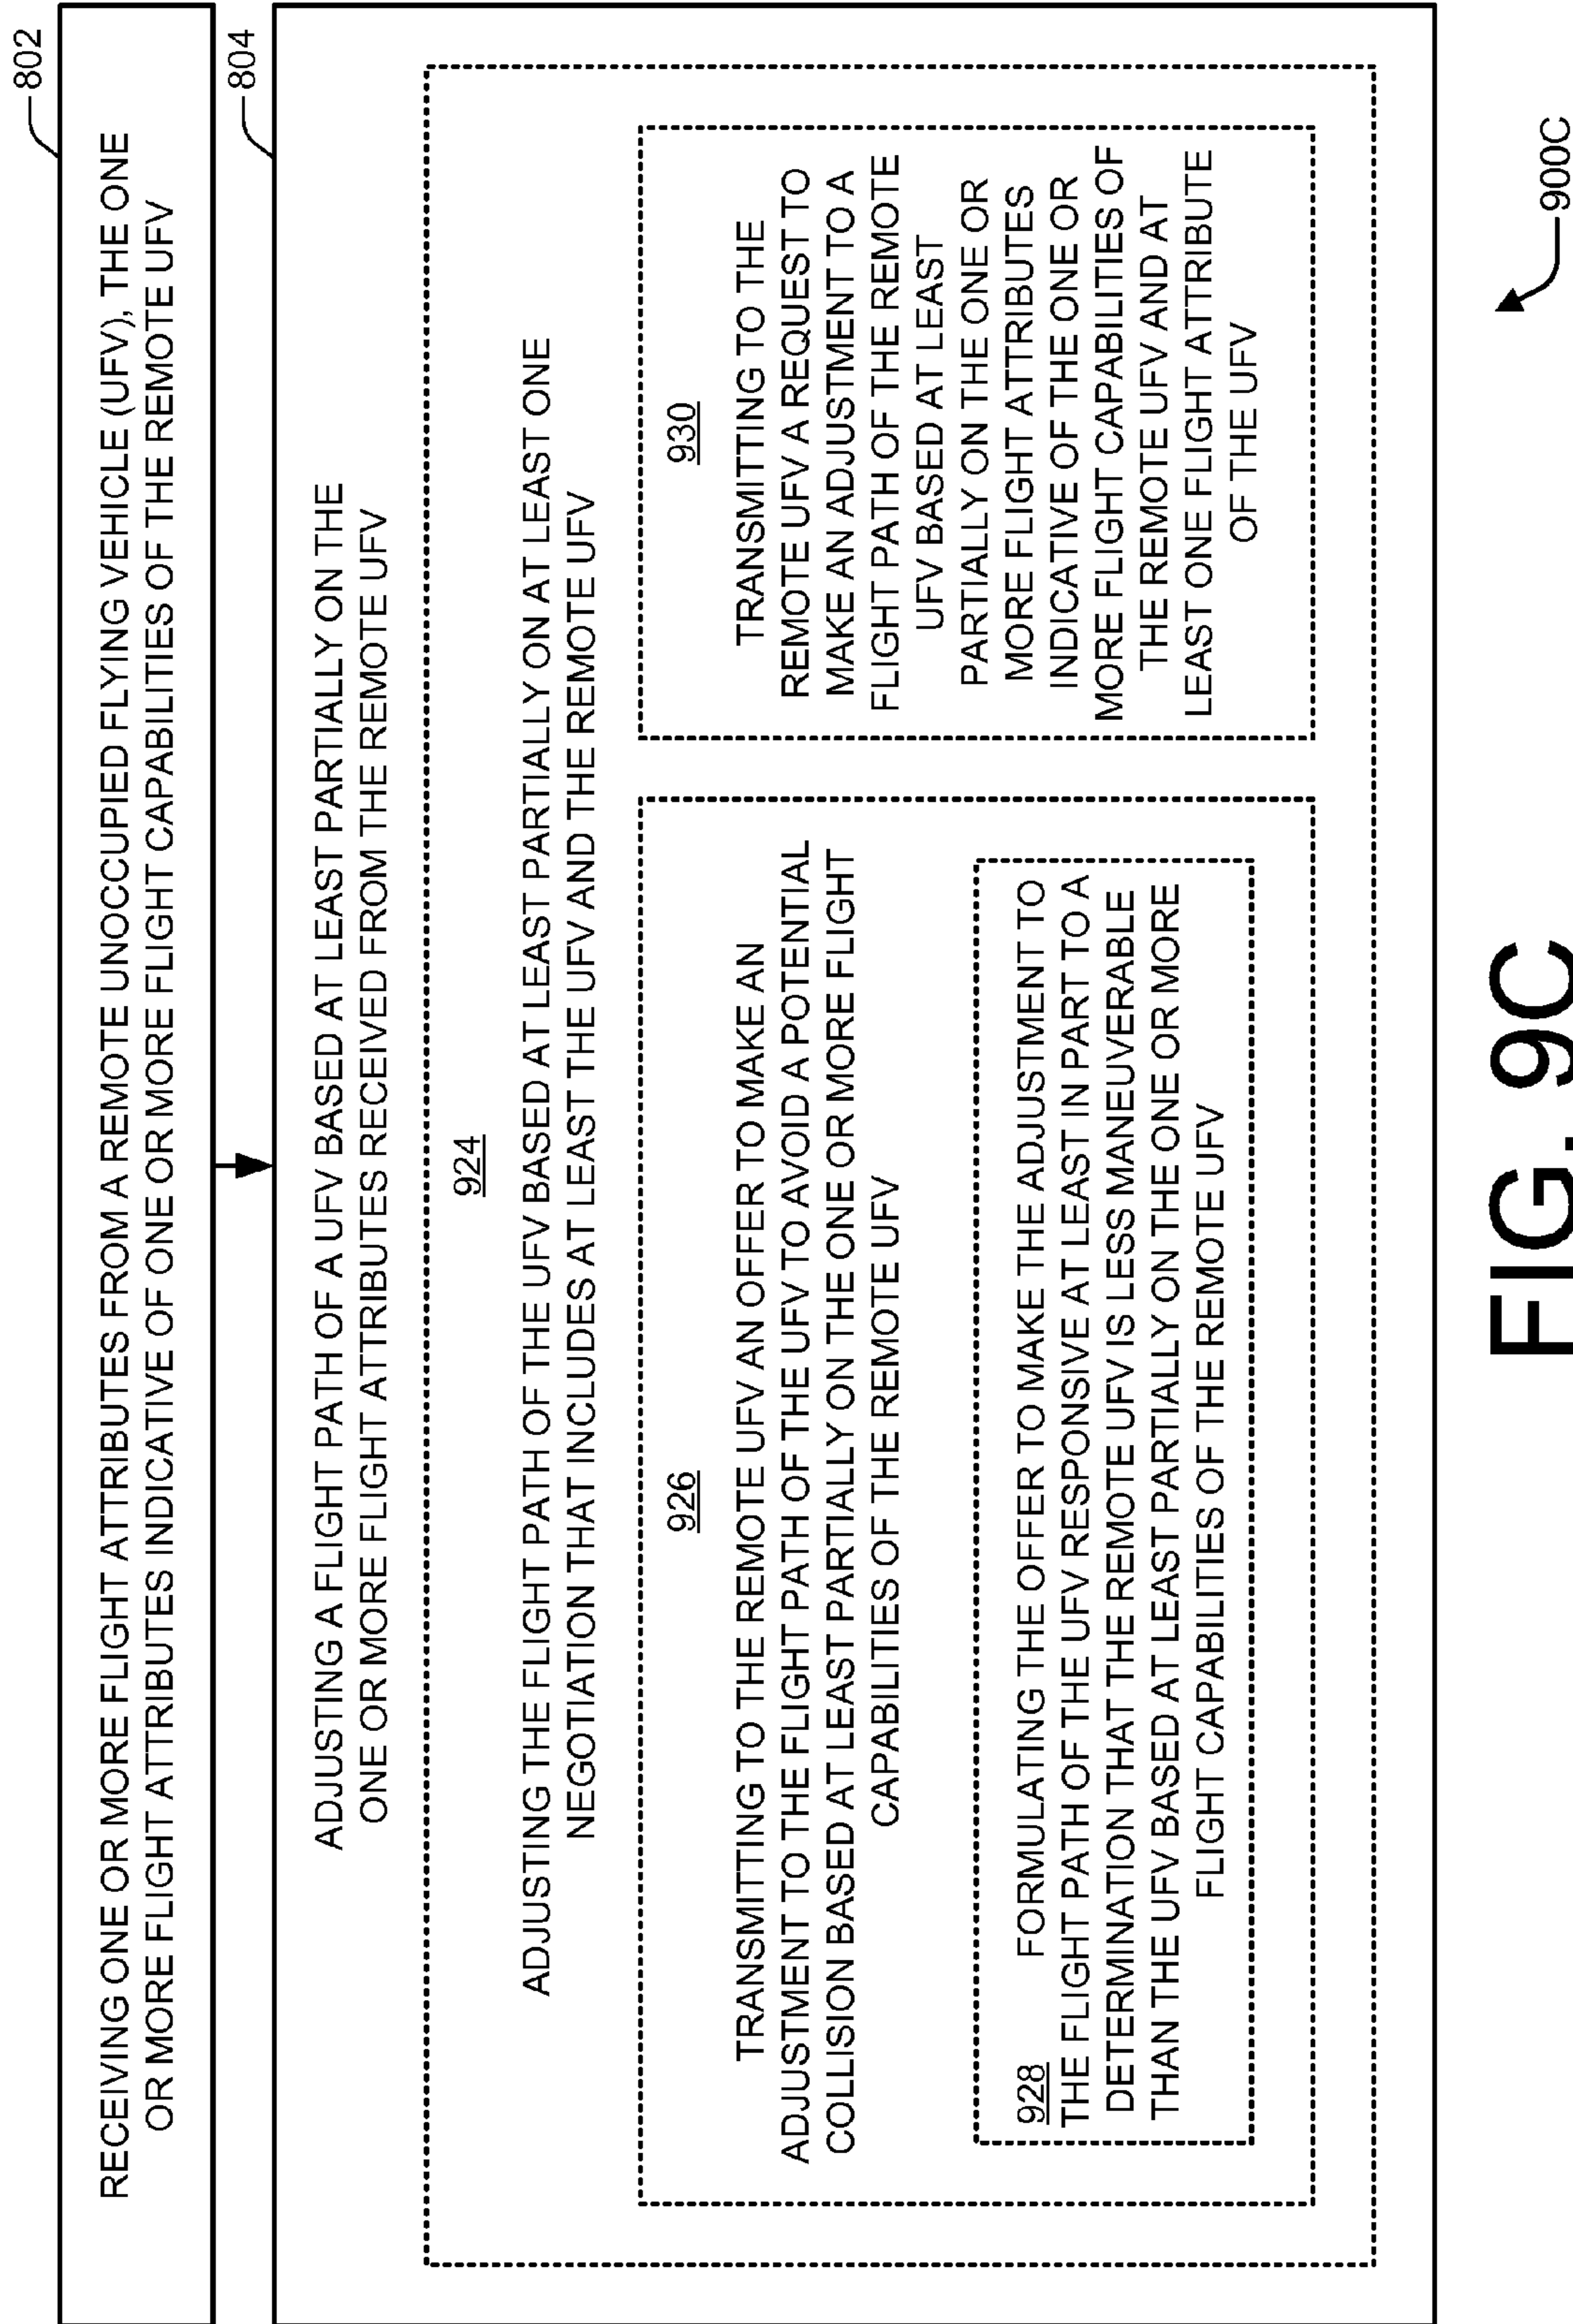 802
RECEIVING ONE OR MORE FLIGHT ATTRIBUTES FROM A REMOTE UNOCCUPIED FLYING VEHICLE (UFV), THE ONE
OR MORE FLIGHT ATTRIBUTES INDICATIVE OF ONE OR MORE FLIGHT CAPABILITIES OF THE REMOTE UFV
804
ADJUSTING A FLIGHT PATH OF A UFV BASED AT LEAST PARTIALLY ON THE
ONE OR MORE FLIGHT ATTRIBUTES RECEIVED FROM THE REMOTE UFV
924
ADJUSTING THE FLIGHT PATH OF THE UFV BASED AT LEAST PARTIALLY ON AT LEAST ONE
NEGOTIATION THAT INCLUDES AT LEAST THE UFV AND THE REMOTE UFV
926
TRANSMITTING TO THE REMOTE UFV AN OFFER TO MAKE AN
ADJUSTMENT TO THE FLIGHT PATH OF THE UFV TO AVOID A POTENTIAL
COLLISION BASED AT LEAST PARTIALLY ON THE ONE OR MORE FLIGHT
CAPABILITIES OF THE REMOTE UFV
928 FORMULATING THE OFFER TO MAKE THE ADJUSTMENT TO
THE FLIGHT PATH OF THE UFV RESPONSIVE AT LEAST IN PART TO A
DETERMINATION THAT THE REMOTE UFV IS LESS MANEUVERABLE
THAN THE UFV BASED AT LEAST PARTIALLY ON THE ONE OR MORE
FLIGHT CAPABILITIES OF THE REMOTE UFV
930
TRANSMITTING TO THE
REMOTE UFV A REQUEST TO
MAKE AN ADJUSTMENT TO A
FLIGHT PATH OF THE REMOTE
UFV BASED AT LEAST
PARTIALLY ON THE ONE OR
MORE FLIGHT ATTRIBUTES
INDICATIVE OF THE ONE OR
MORE FLIGHT CAPABILITIES OF
THE REMOTE UFV AND AT
LEAST ONE FLIGHT ATTRIBUTE
OF THE UFV
900C
FIG. 9C